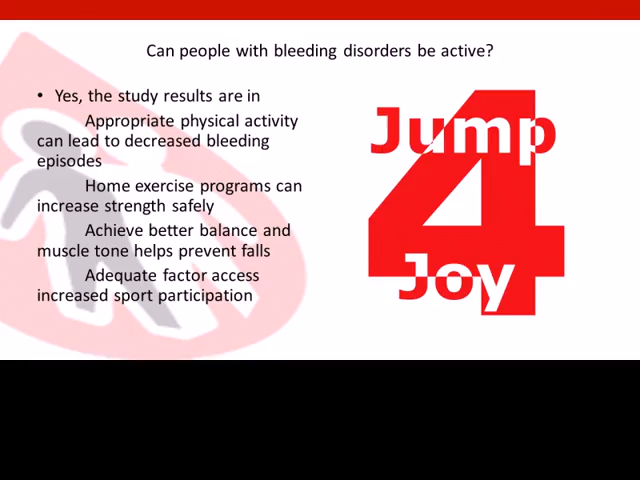 Can people with bleeding disorders be active?
• Yes, the study results are in
Appropriate physical activity
can lead to decreased bleeding
episodes
Home exercise programs can
increase strength safely
Achieve better balance and
muscle tone helps prevent falls
Adequate factor access
increased sport participation
Jump
4
Joy